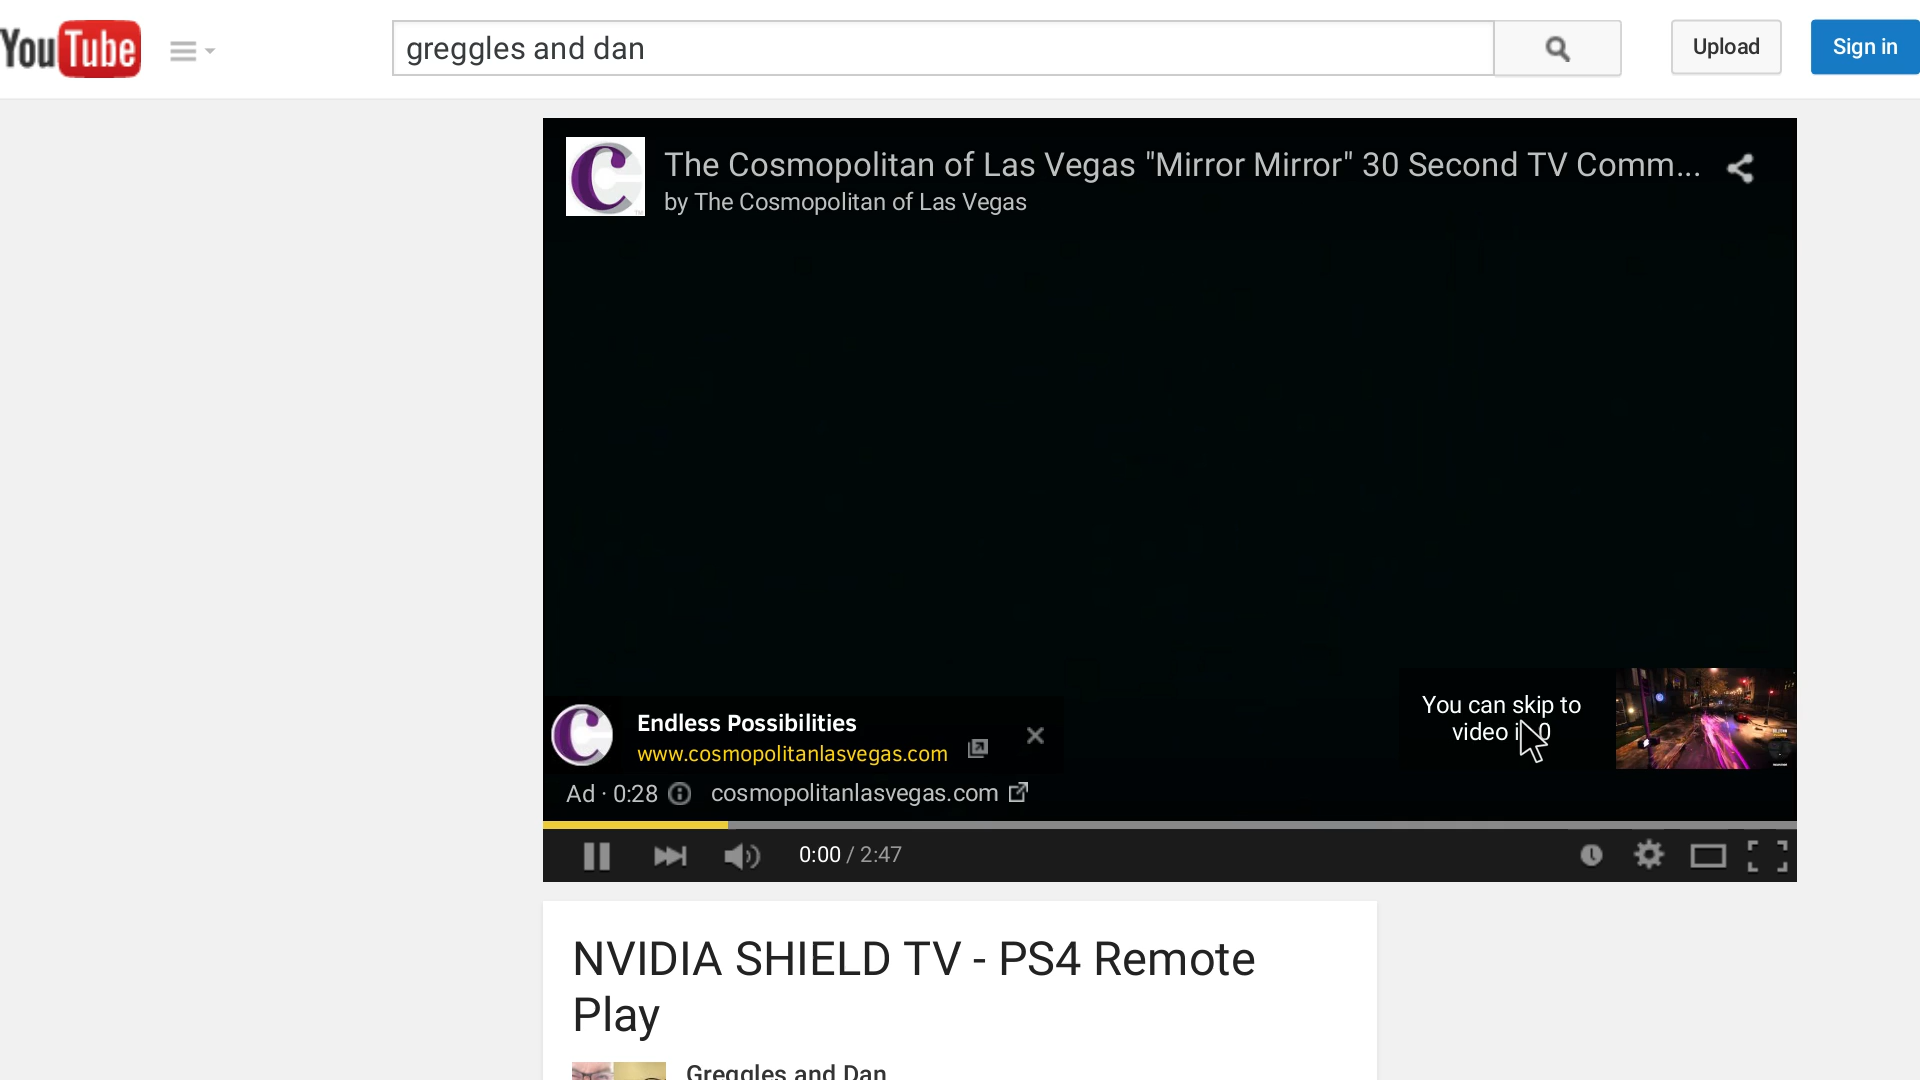 YouTube
greggles and dan
Upload
Sign in
The Cosmopolitan of Las Vegas "Mirror Mirror" 30 Second TV Comm...
by The Cosmopolitan of Las Vegas
Endless Possibilities
www.cosmopolitanlasvegas.com
You can skip to
video 0
Ad · 0:28
cosmopolitanlasvegas.com
0:00 / 2:47
NVIDIA SHIELD TV - PS4 Remote
Play
Greggles and Dan